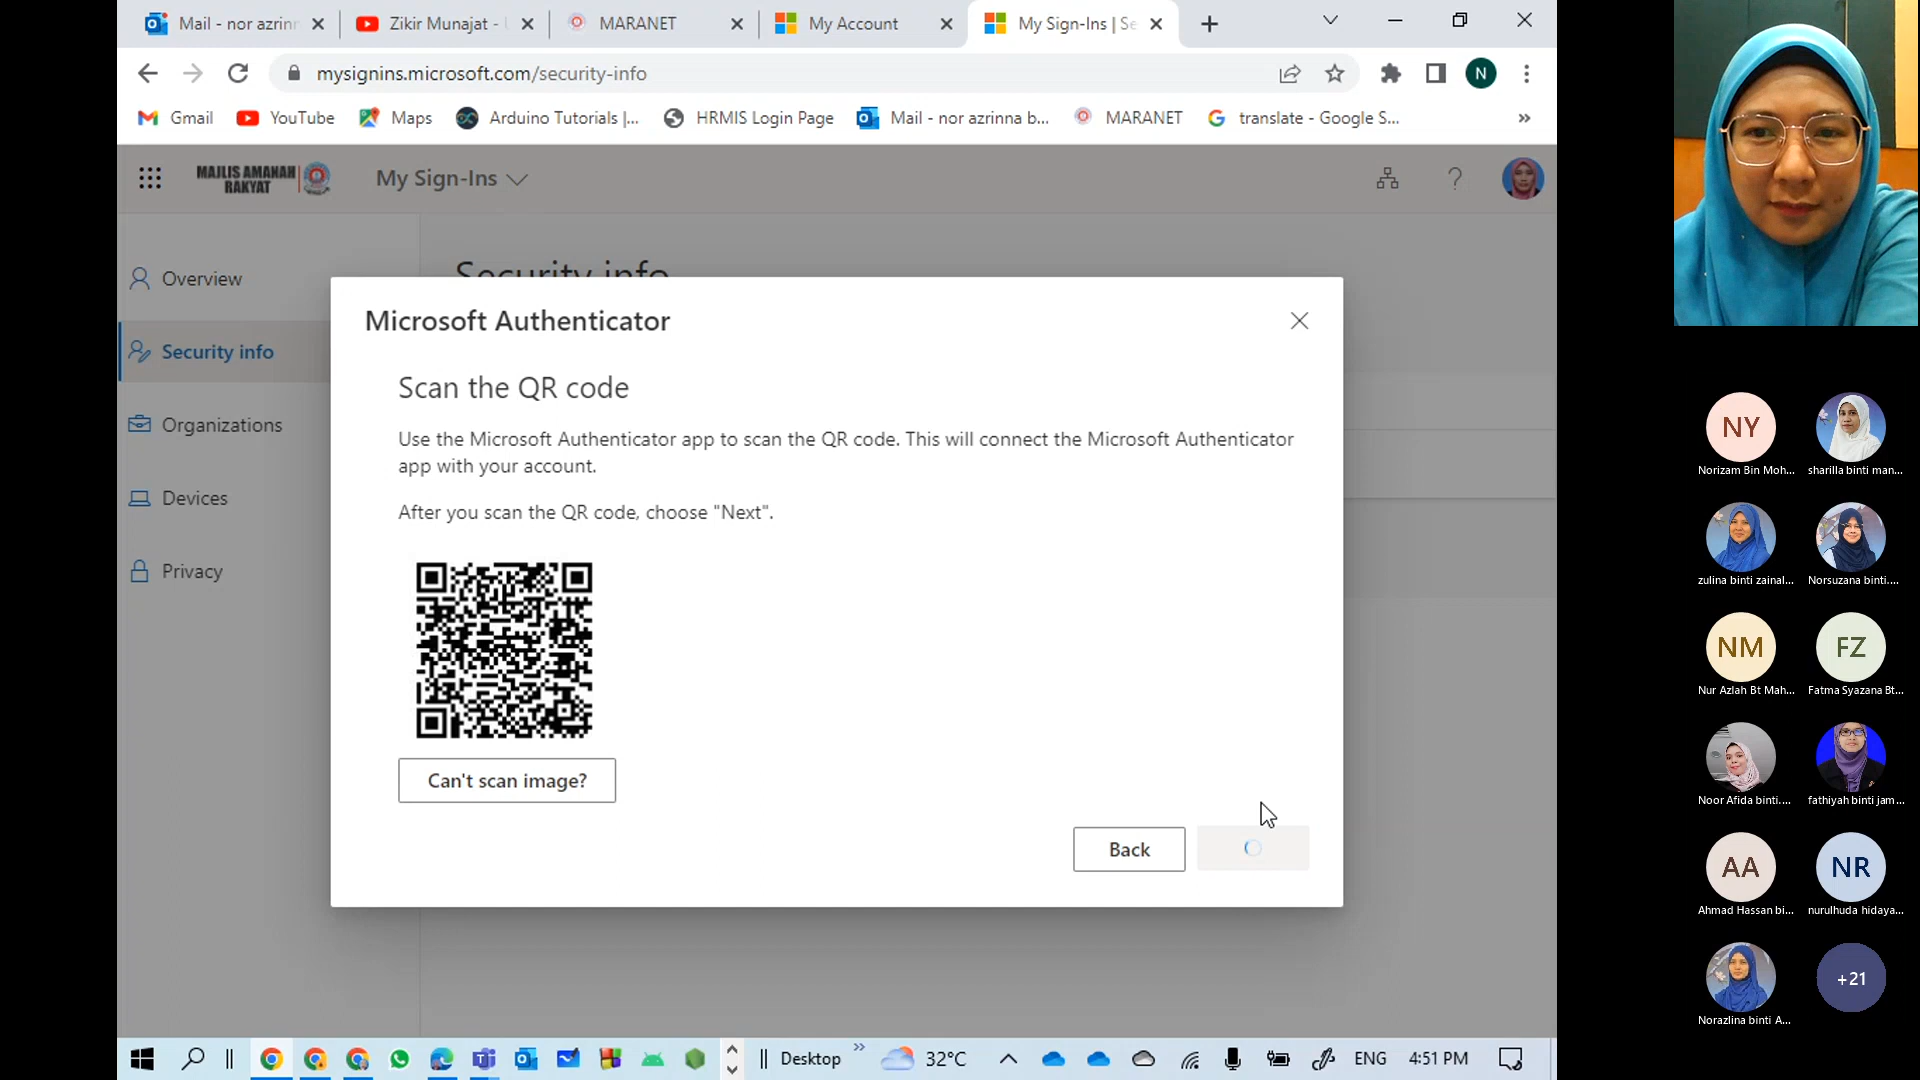 Mail - nor azrinn
Zikir Munajat -
MARANET
My Account
My Sign-Ins | Se
mysignins.microsoft.com/security-info
N
Gmail
YouTube
Maps
Arduino Tutorials |...
HRMIS Login Page
Mail - nor azrinna b...
MARANET
translate - Google S...
»
MAJLIS AMANAH
RAKYAT
My Sign-Ins
?
Security info
Overview
Security info
Organizations
Devices
Privacy
Microsoft Authenticator
Scan the QR code
Use the Microsoft Authenticator app to scan the QR code. This will connect the Microsoft Authenticator
app with your account.
After you scan the QR code, choose "Next".
Can't scan image?
Back
NY
Norizam Bin Moh...
sharilla binti man...
zulina binti zainal...
Norsuzana binti....
NM
Nur Azlah Bt Mah...
FZ
Fatma Syazana Bt...
Noor Afida binti....
fathiyah binti jam...
AA
Ahmad Hassan bi...
NR
nurulhuda hidaya...
Norazlina binti A...
+21
Desktop
»
32°C
ENG
4:51 PM